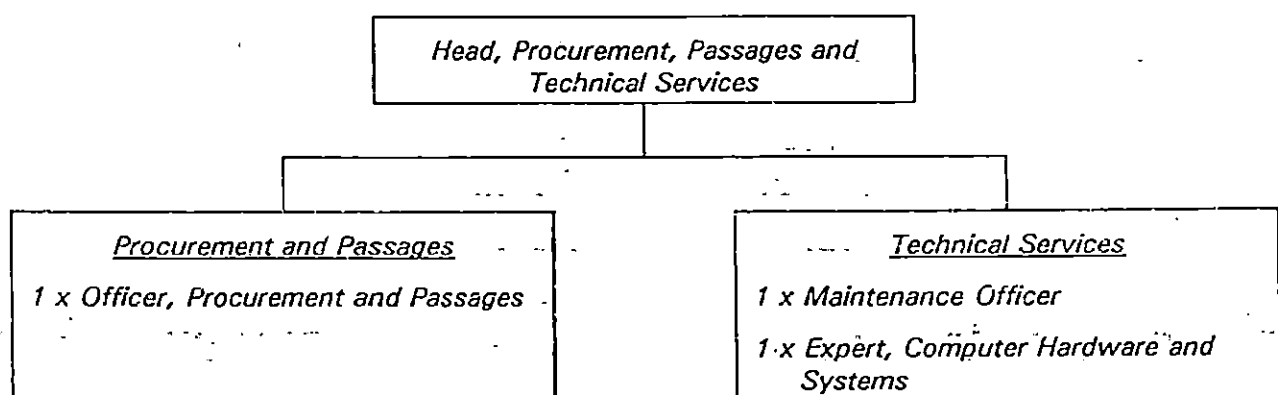 Head, Procurement, Passages and
Technical Services
Procurement and Passages
1 x Officer, Procurement and Passages
Technical Services
1 x Maintenance Officer
1 x Expert, Computer Hardware and
Systems